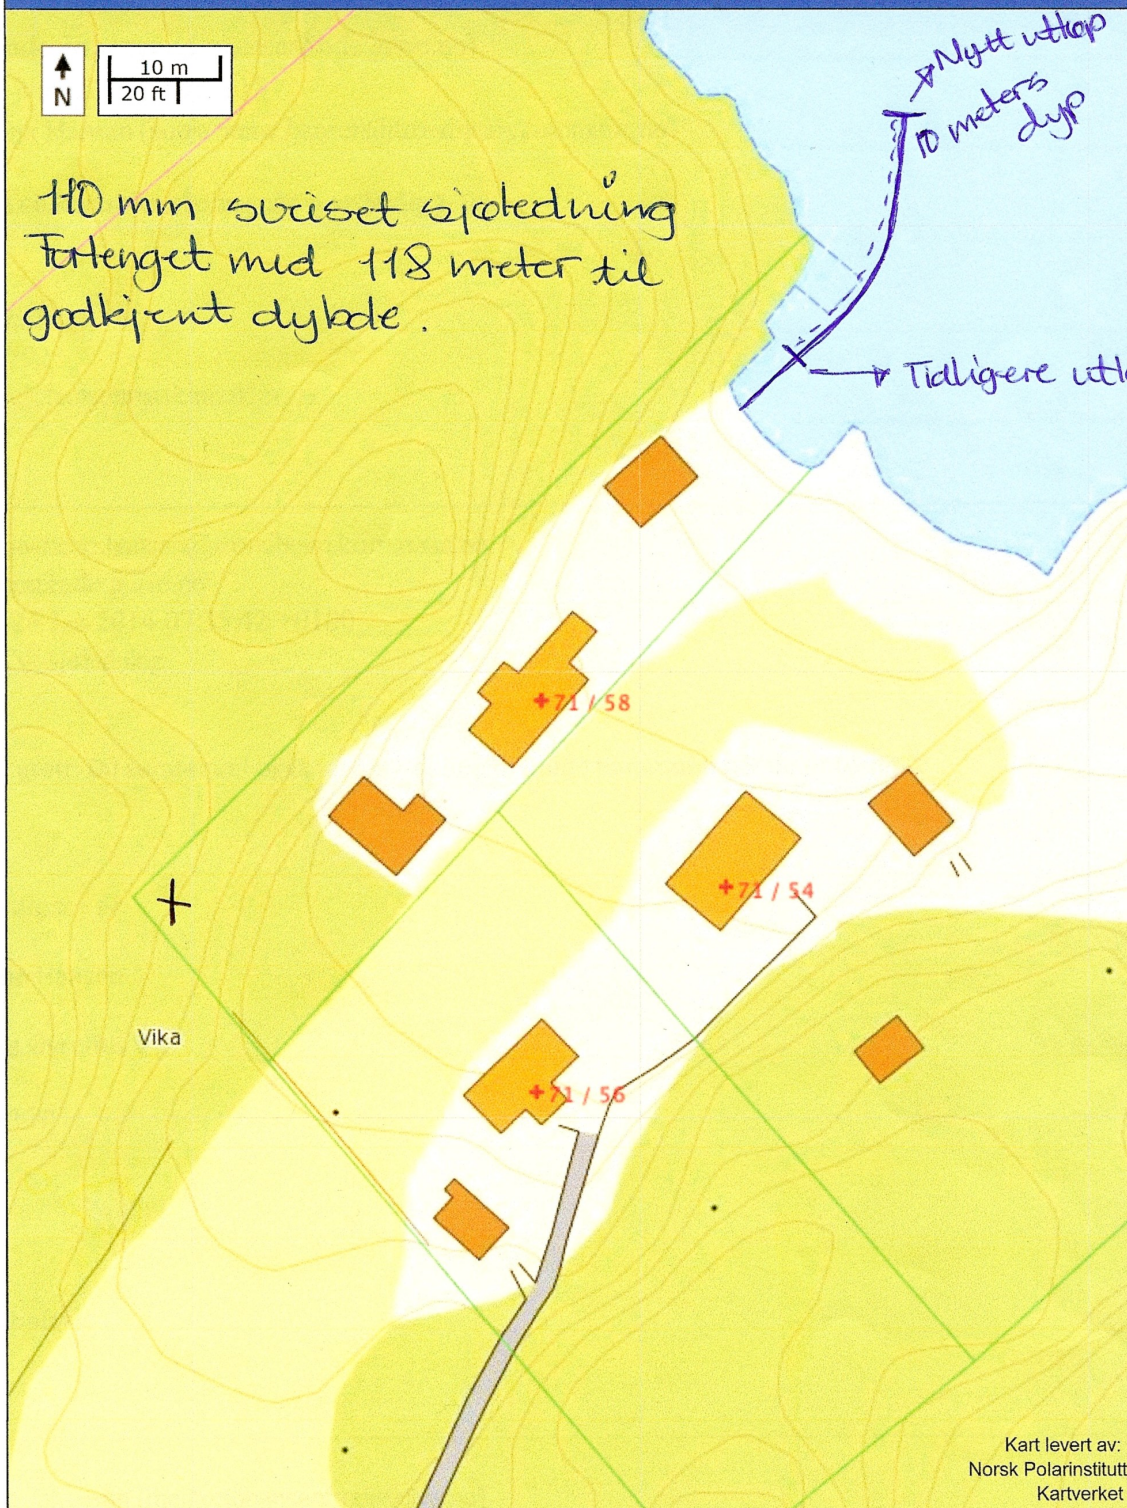 N
10 m
20 ft
Nytt utløp
10 meters
dyp
110 mm sveiset sjøledning
Forlenget med 118 meter til
godkjent dybde.
Tidligere utl
71 / 58
71 / 54
Vika
71 / 56
Kart levert av:
Norsk Polarinstitutt
Kartverket